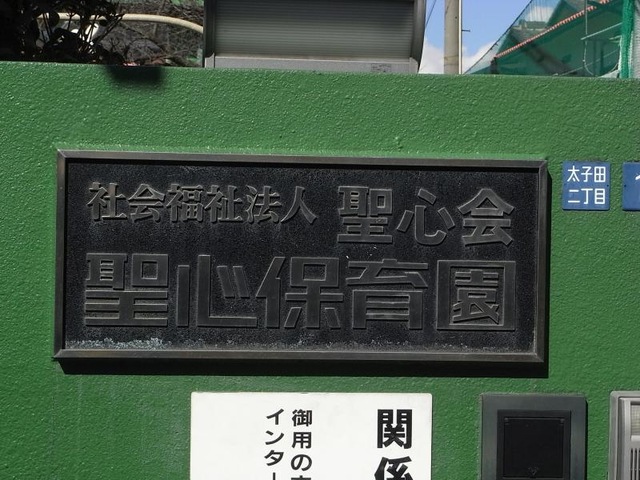 社会福祉法人 聖心会
聖心保育園
太子田
二丁目
関係
御用の
インター